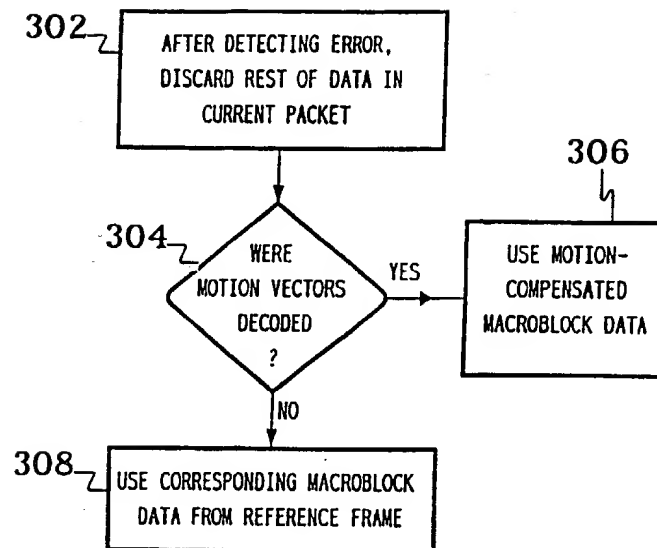 302
AFTER DETECTING ERROR,
DISCARD REST OF DATA IN
CURRENT PACKET
304
WERE
MOTION VECTORS
DECODED
?
YES
306
USE MOTION-
COMPENSATED
MACROBLOCK DATA
NO
308
USE CORRESPONDING MACROBLOCK
DATA FROM REFERENCE FRAME